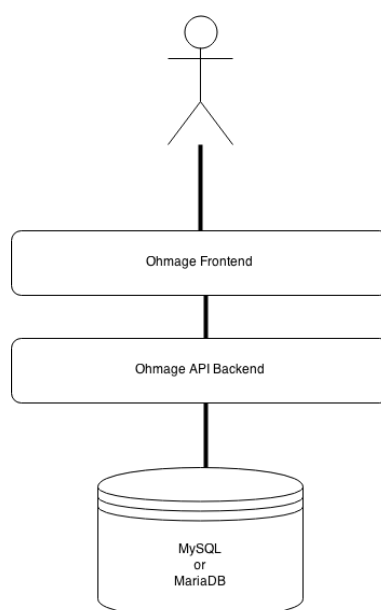 Ohmage Frontend
Ohmage API Backend
MySQL
or
MariaDB